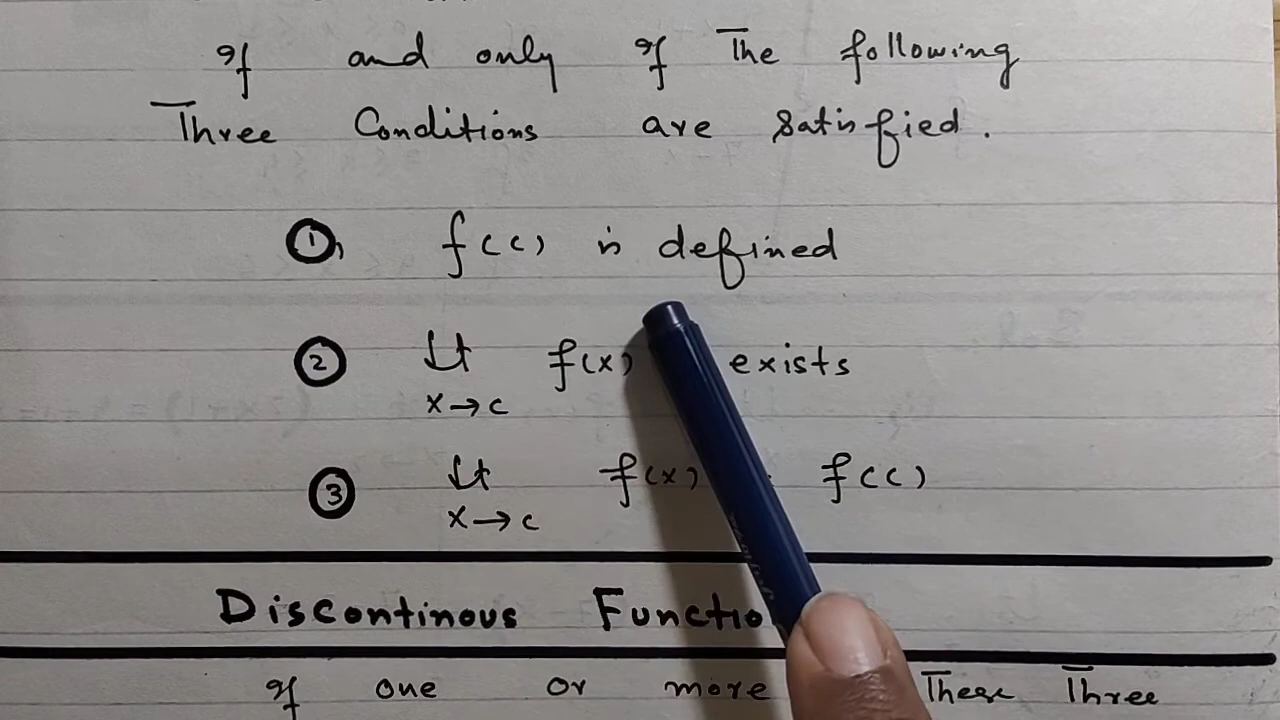 If and only if The following
Three Conditions are satisfied.
① f(c) is defined
② Lt f(x) exists
x→c
③ Lt f(x) f(c)
x→c
Discontinous Functio
If one or more These Three